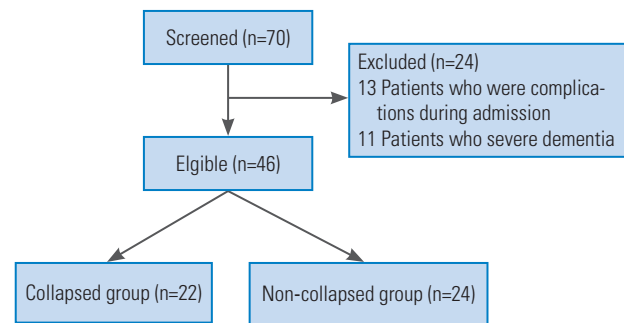 Screened (n=70)
Excluded (n=24)
13 Patients who were complica-
tions during admission
11 Patients who severe dementia
Elgible (n=46)
Collapsed group (n=22)
Non-collapsed group (n=24)